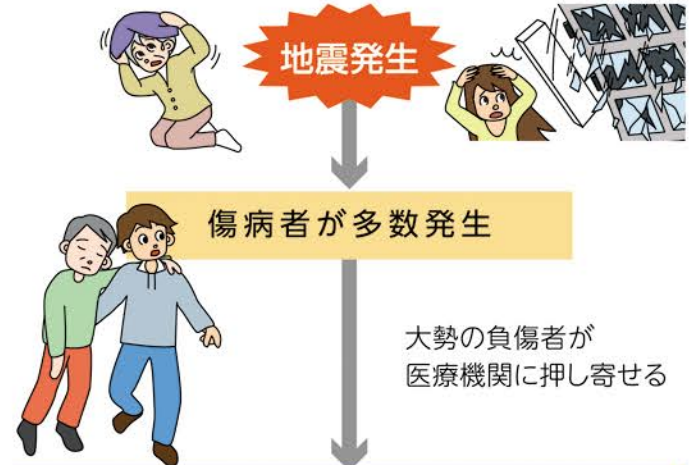 地震発生
傷病者が多数発生
大勢の負傷者が
医療機関に押し寄せる